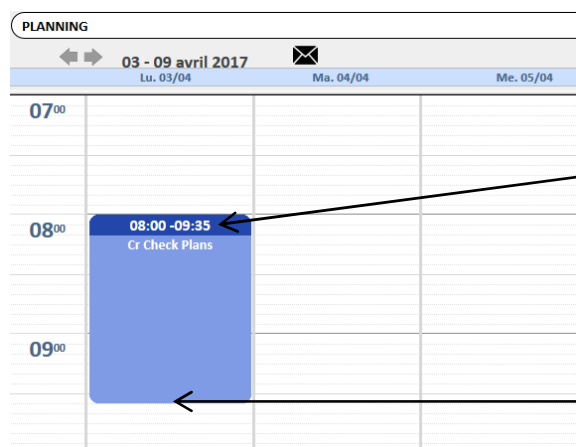 PLANNING
03 - 09 avril 2017
Lu. 03/04 Ma. 04/04 Me. 05/04
07⁰⁰
08⁰⁰
08:00 -09:35
Cr Check Plans
09⁰⁰